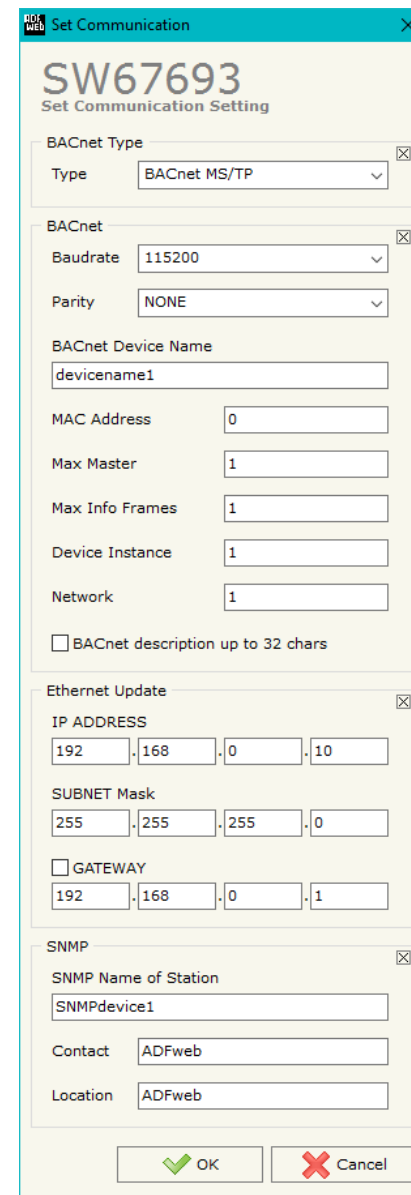 ADF
WEB Set Communication
SW67693
Set Communication Setting
BACnet Type
Type BACnet MS/TP
BACnet
Baudrate 115200
Parity NONE
BACnet Device Name
devicename1
MAC Address 0
Max Master 1
Max Info Frames 1
Device Instance 1
Network 1
BACnet description up to 32 chars
Ethernet Update
IP ADDRESS
192 . 168 . 0 . 10
SUBNET Mask
255 . 255 . 255 . 0
GATEWAY
192 . 168 . 0 . 1
SNMP
SNMP Name of Station
SNMPdevice1
Contact ADFweb
Location ADFweb
OK Cancel